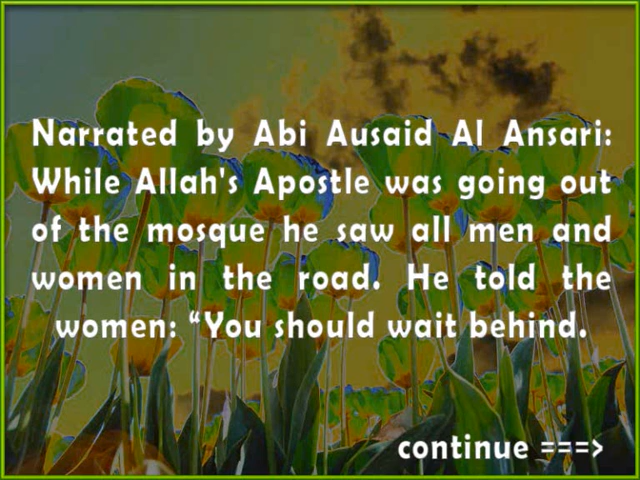 Narrated by Abi Ausaid Al Ansari:
While Allah's Apostle was going out
of the mosque he saw all men and
women in the road. He told the
women: “You should wait behind.
continue ===>